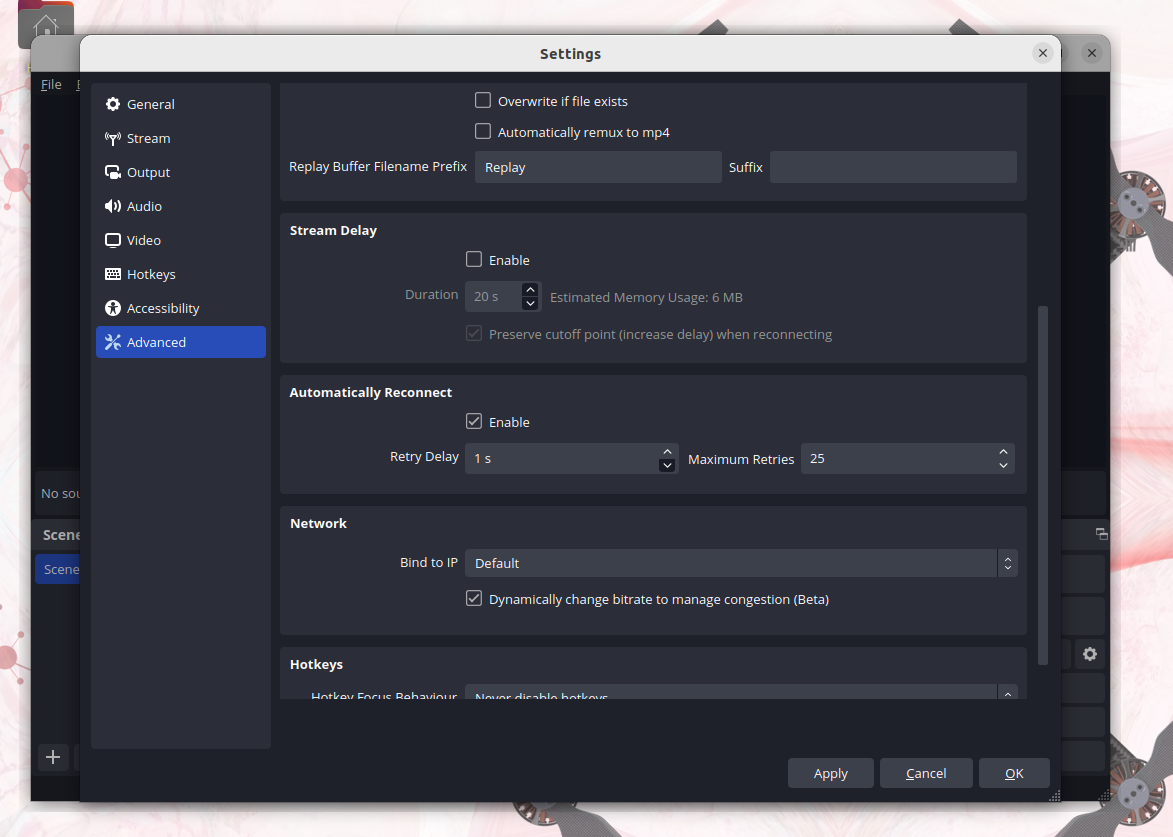 Settings
File
General
Stream
Output
Audio
Video
Hotkeys
Accessibility
Advanced
Overwrite if file exists
Automatically remux to mp4
Replay Buffer Filename Prefix Replay Suffix
Stream Delay
Enable
Duration 20 s Estimated Memory Usage: 6 MB
Preserve cutoff point (increase delay) when reconnecting
Automatically Reconnect
Enable
Retry Delay 1 s Maximum Retries 25
Network
Bind to IP Default
Dynamically change bitrate to manage congestion (Beta)
Hotkeys
Hotkey Focus Behaviour Never disable hotkeys
No sou
Scene
Scene
Apply Cancel OK